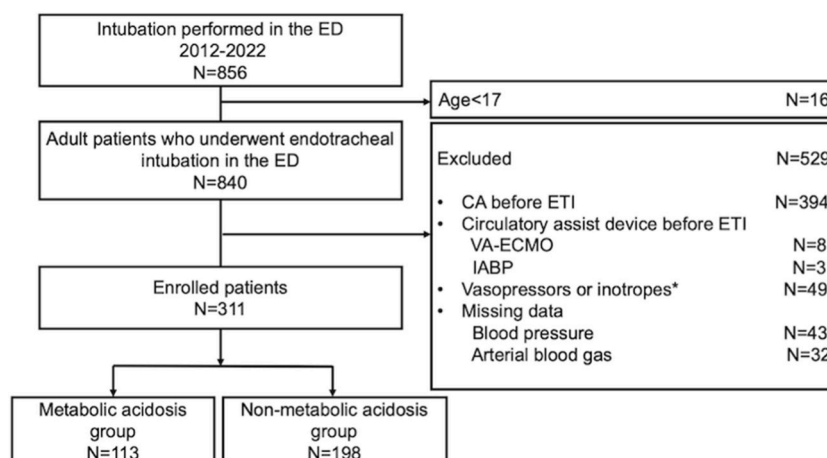 Intubation performed in the ED
2012-2022
N=856
Age<17 N=16
Adult patients who underwent endotracheal
intubation in the ED
N=840
Excluded N=529
• CA before ETI N=394
• Circulatory assist device before ETI
VA-ECMO N=8
IABP N=3
• Vasopressors or inotropes* N=49
• Missing data
Blood pressure N=43
Arterial blood gas N=32
Enrolled patients
N=311
Metabolic acidosis
group
N=113
Non-metabolic acidosis
group
N=198